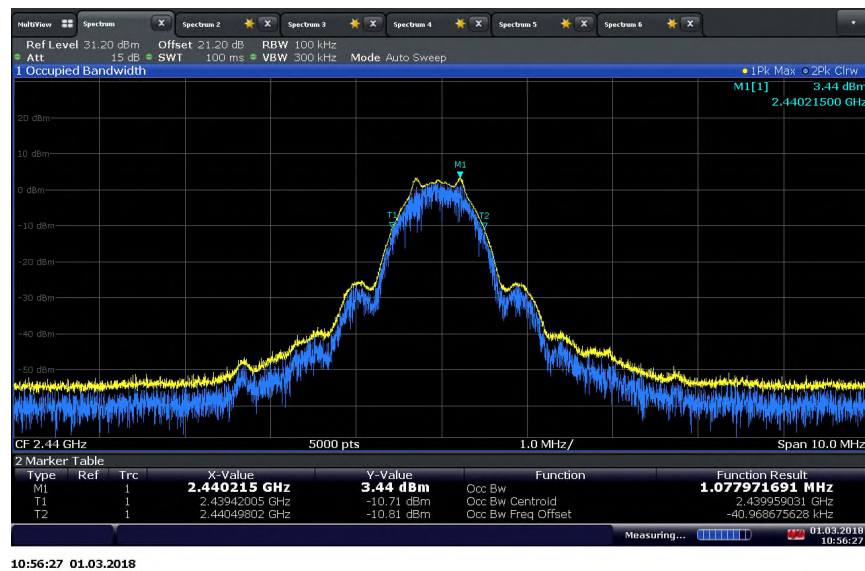 MultiView Spectrum X Spectrum 2 X Spectrum 3 X Spectrum 4 X Spectrum 5 X Spectrum 6 X
Ref Level 31.20 dBm Offset 21.20 dB RBW 100 kHz
Att 15 dB SWT 100 ms VBW 300 kHz Mode Auto Sweep
1 Occupied Bandwidth 1Pk Max 2Pk Clrw
M1[1] 3.44 dBm
2.44021500 GHz
20 dBm
10 dBm
M1
0 dBm
T1 T2
-10 dBm
-20 dBm
-30 dBm
-40 dBm
-50 dBm
CF 2.44 GHz 5000 pts 1.0 MHz/ Span 10.0 MHz
2 Marker Table
Type Ref Trc X-Value Y-Value Function Function Result
M1 1 2.440215 GHz 3.44 dBm Occ Bw 1.077971691 MHz
T1 1 2.43942005 GHz -10.71 dBm Occ Bw Centroid 2.439959031 GHz
T2 1 2.44049802 GHz -10.81 dBm Occ Bw Freq Offset -40.968675628 kHz
Measuring... 01.03.2018
10:56:27
10:56:27 01.03.2018